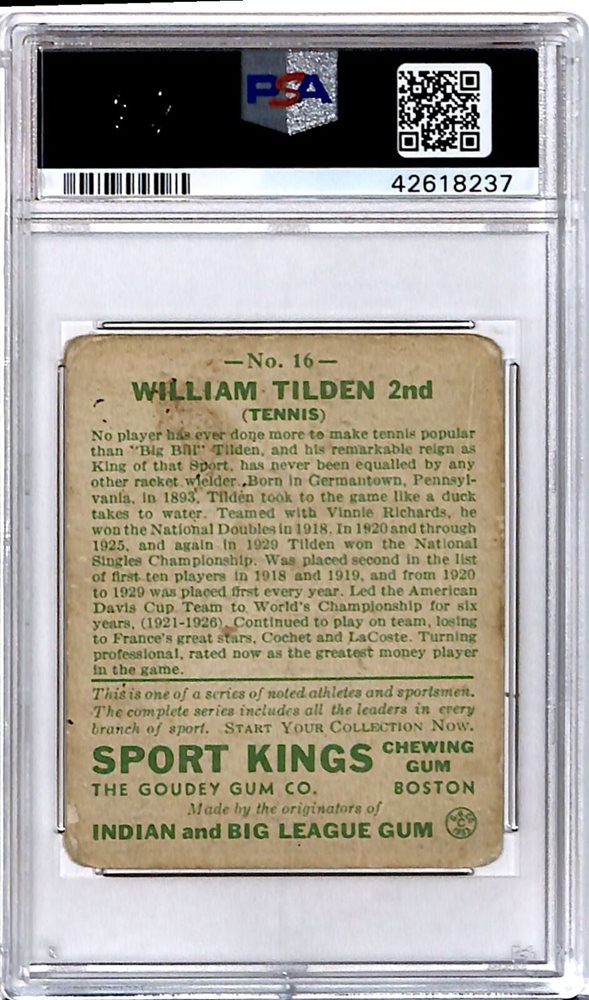 PSA
42618237
—No. 16—
WILLIAM TILDEN 2nd
(TENNIS)
No player has ever done more to make tennis popular
than "Big Bill" Tilden, and his remarkable reign as
King of that Sport, has never been equalled by any
other racket wielder. Born in Germantown, Pennsyl-
vania, in 1893, Tilden took to the game like a duck
takes to water. Teamed with Vinnie Richards, he
won the National Doubles in 1918. In 1920 and through
1925, and again in 1929 Tilden won the National
Singles Championship. Was placed second in the list
of first ten players in 1918 and 1919, and from 1920
to 1929 was placed first every year. Led the American
Davis Cup Team to World's Championship for six
years, (1921-1926). Continued to play on team, losing
to France's great stars, Cochet and LaCoste. Turning
professional, rated now as the greatest money player
in the game.
This is one of a series of noted athletes and sportsmen.
The complete series includes all the leaders in every
branch of sport. START YOUR COLLECTION NOW.
SPORT KINGS CHEWING GUM
THE GOUDEY GUM CO. BOSTON
Made by the originators of
INDIAN and BIG LEAGUE GUM